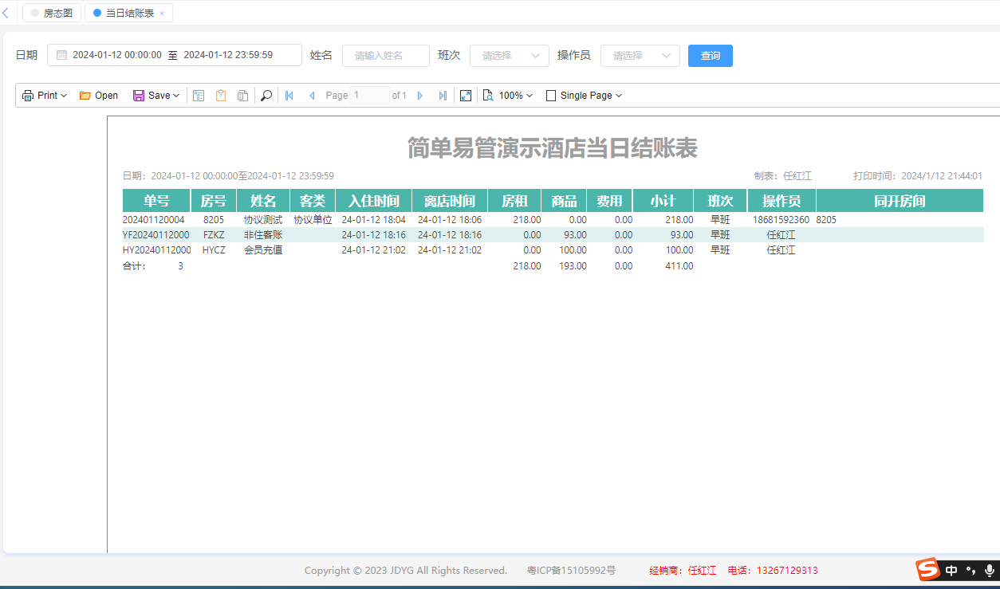 房态图 当日结账表 ×
日期 2024-01-12 00:00:00 至 2024-01-12 23:59:59 姓名 请输入姓名 班次 请选择 操作员 请选择 查询
Print Open Save Page 1 of 1 100% Single Page
简单易管演示酒店当日结账表
日期：2024-01-12 00:00:00至2024-01-12 23:59:59 制表：任红江 打印时间：2024/1/12 21:44:01
单号 房号 姓名 客类 入住时间 离店时间 房租 商品 费用 小计 班次 操作员 同开房间
202401120004 8205 协议测试 协议单位 24-01-12 18:04 24-01-12 18:06 218.00 0.00 0.00 218.00 早班 18681592360 8205
YF20240112000 FZKZ 非住客账 24-01-12 18:16 24-01-12 18:16 0.00 93.00 0.00 93.00 早班 任红江
HY20240112000 HYCZ 会员充值 24-01-12 21:02 24-01-12 21:02 0.00 100.00 0.00 100.00 早班 任红江
合计： 3 218.00 193.00 0.00 411.00
Copyright © 2023 JDYG All Rights Reserved. 粤ICP备15105992号 经销商：任红江 电话：13267129313
S 中 °，